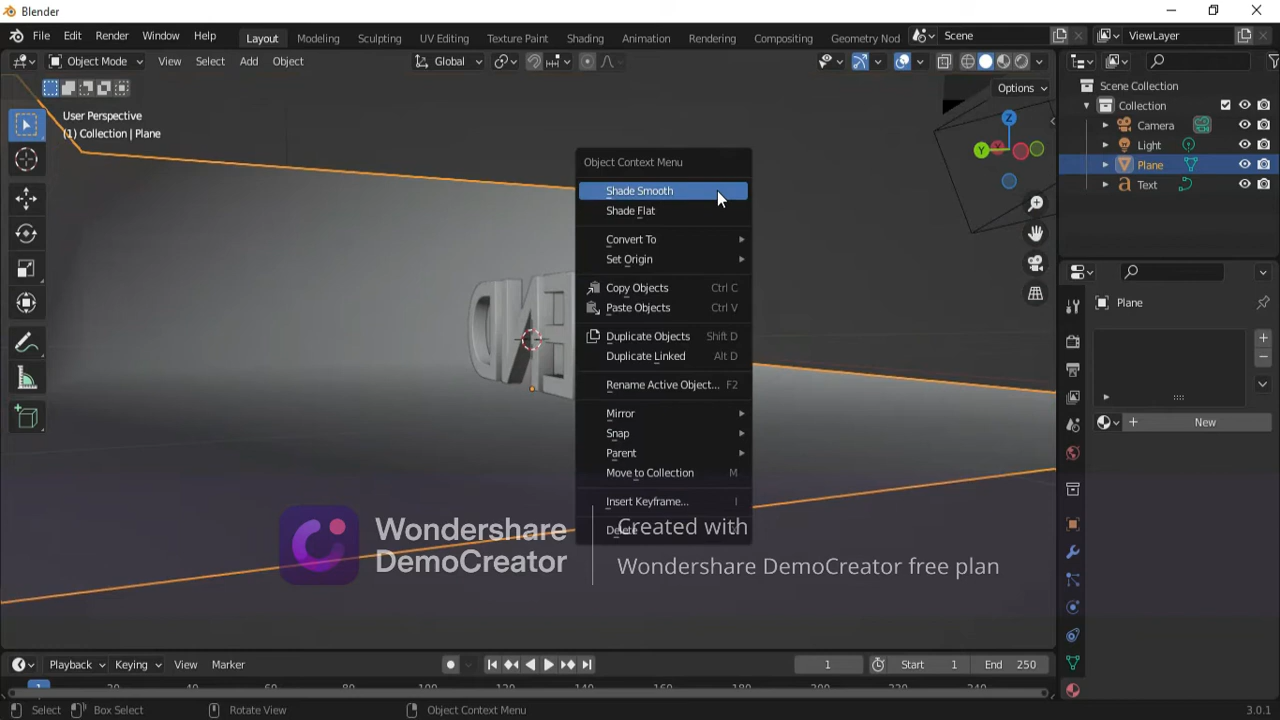 Blender
File Edit Render Window Help
Layout Modeling Sculpting UV Editing Texture Paint Shading Animation Rendering Compositing Geometry Nod
Scene
ViewLayer
Object Mode View Select Add Object
Global
Options
User Perspective
(1) Collection | Plane
Z
Y
X
END
Object Context Menu
Shade Smooth
Shade Flat
Convert To
Set Origin
Copy Objects Ctrl C
Paste Objects Ctrl V
Duplicate Objects Shift D
Duplicate Linked Alt D
Rename Active Object... F2
Mirror
Snap
Parent
Move to Collection M
Insert Keyframe... I
Delete
Scene Collection
Collection
Camera
Light
Plane
Text
Plane
New
Wondershare
DemoCreator
Created with
Wondershare DemoCreator free plan
Playback Keying View Marker
1
Start 1
End 250
1
Select
Box Select
Rotate View
Object Context Menu
3.0.1